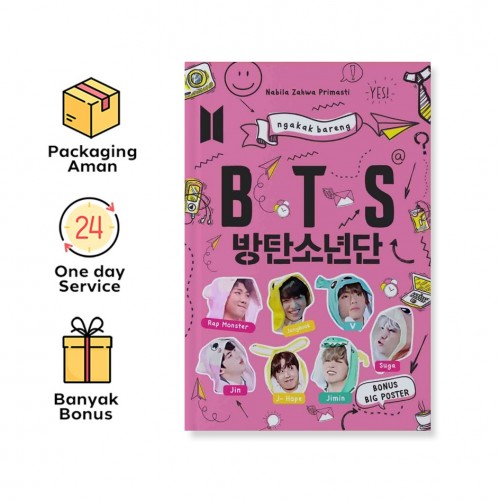 Packaging
Aman
24
One day
Service
Banyak
Bonus
Nabila Zahwa Primasti
YES!
ngakak bareng
BTS
방탄소년단
Rap Monster
Jungkook
V
Suga
Jin
J- Hope
Jimin
BONUS
BIG POSTER